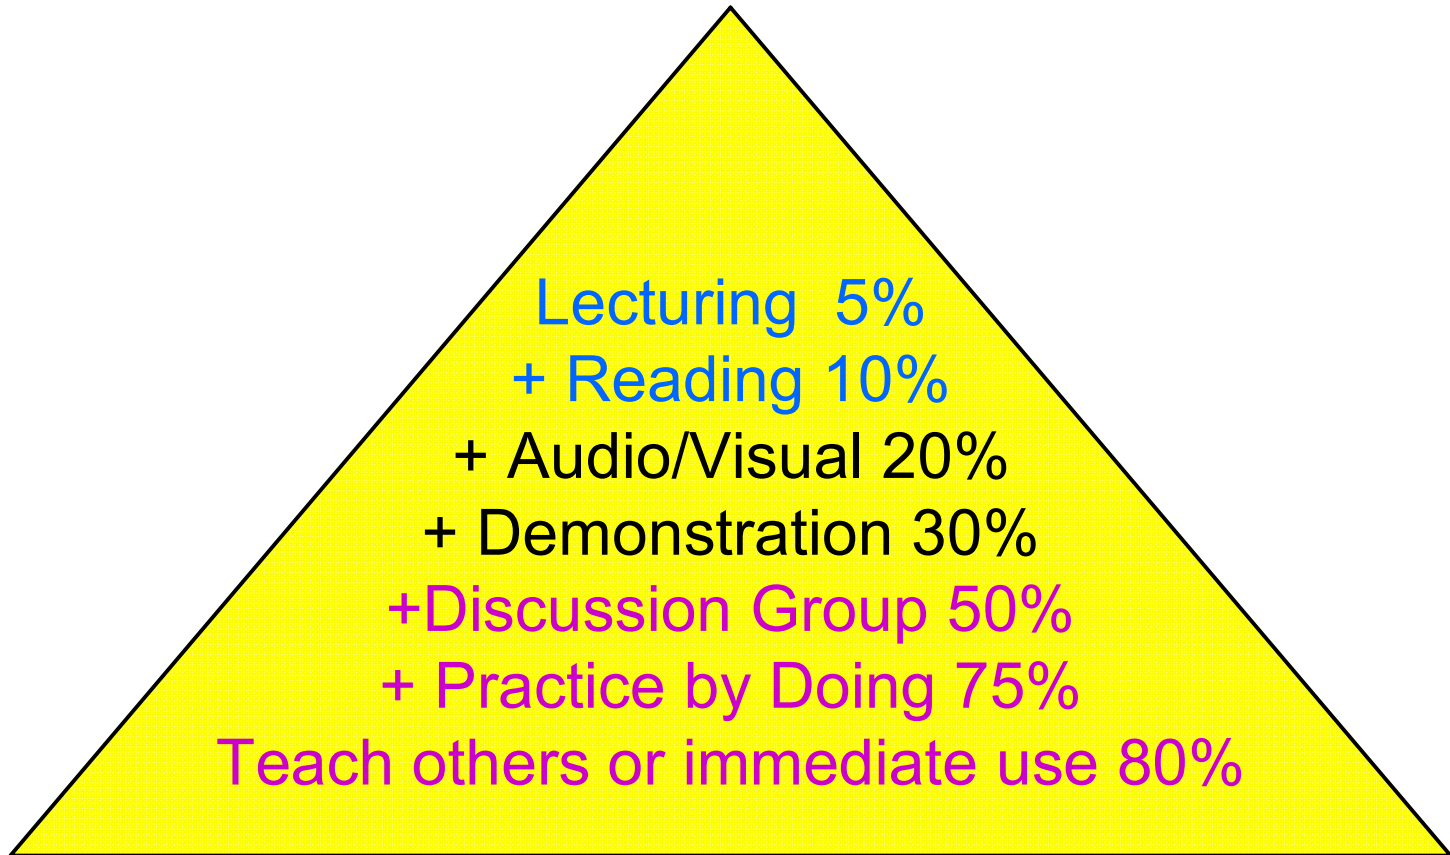 Lecturing  5%
+ Reading 10%
+ Audio/Visual 20%
+ Demonstration 30%
+Discussion Group 50%
+ Practice by Doing 75%
Teach others or immediate use 80%